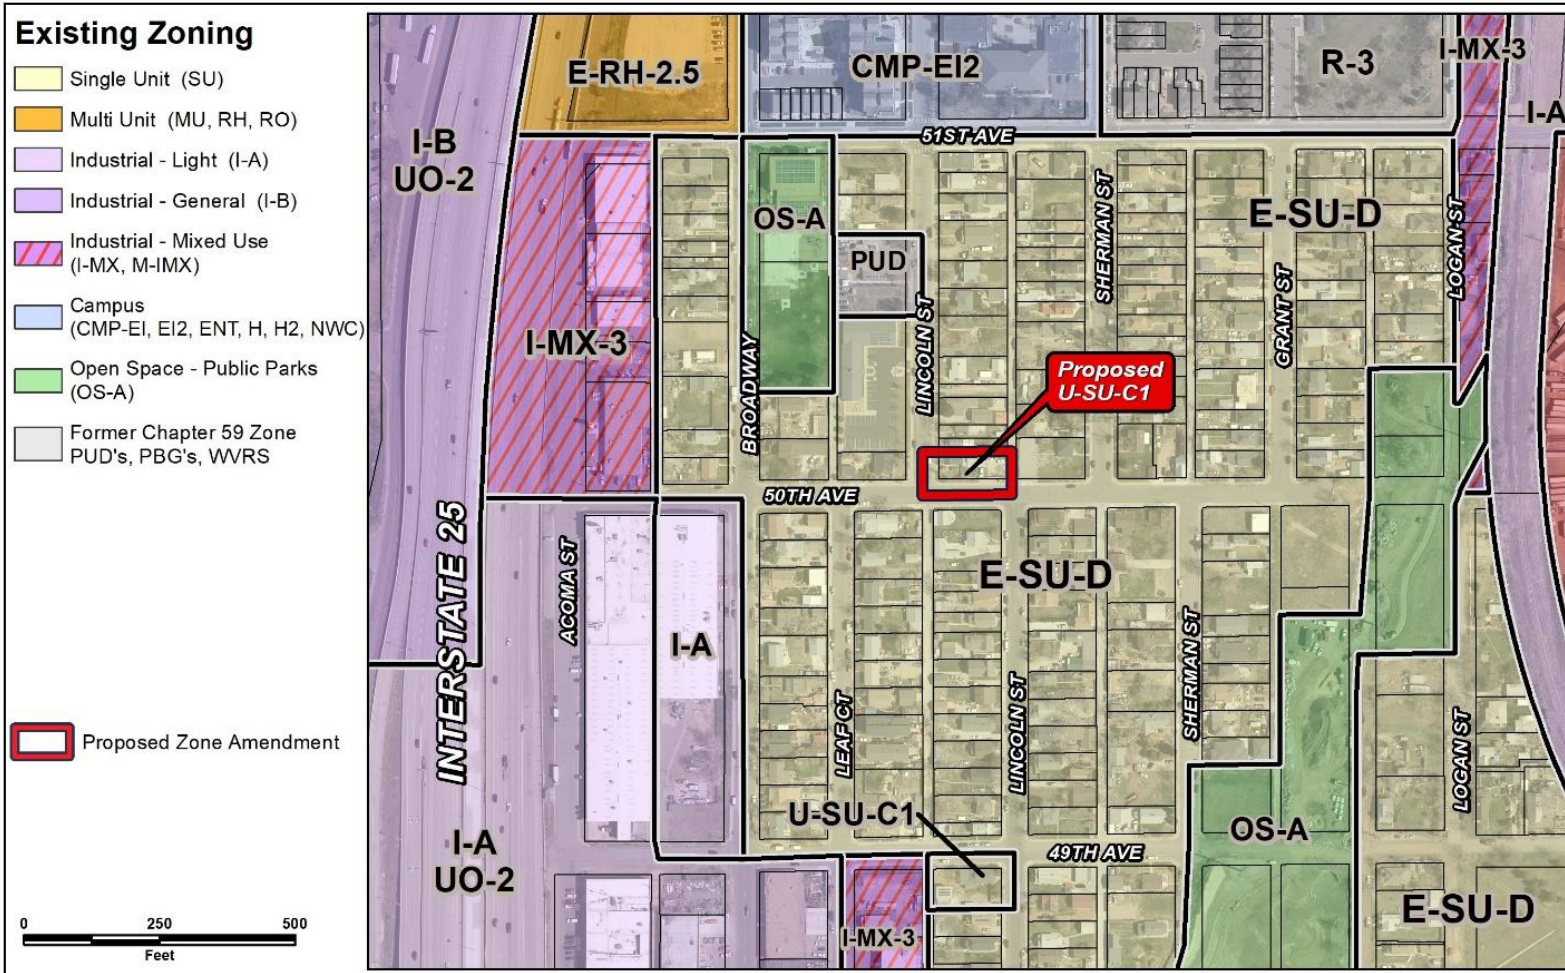 Existing Zoning
Single Unit (SU)
Multi Unit (MU, RH, RO)
Industrial - Light (I-A)
Industrial - General (I-B)
Industrial - Mixed Use
(I-MX, M-IMX)
Campus
(CMP-EI, EI2, ENT, H, H2, NWC)
Open Space - Public Parks
(OS-A)
Former Chapter 59 Zone
PUD's, PBG's, WVRS
Proposed Zone Amendment
0 250 500
Feet
E-RH-2.5
CMP-EI2
R-3
I-MX-3
I-A
I-B
UO-2
51ST AVE
OS-A
PUD
E-SU-D
SHERMAN ST
LOGAN ST
GRANT ST
LINCOLN ST
BROADWAY
I-MX-3
Proposed
U-SU-C1
50TH AVE
INTERSTATE 25
ACOMA ST
E-SU-D
I-A
LEAF CT
LINCOLN ST
SHERMAN ST
LOGAN ST
U-SU-C1
OS-A
49TH AVE
I-A
UO-2
I-MX-3
E-SU-D